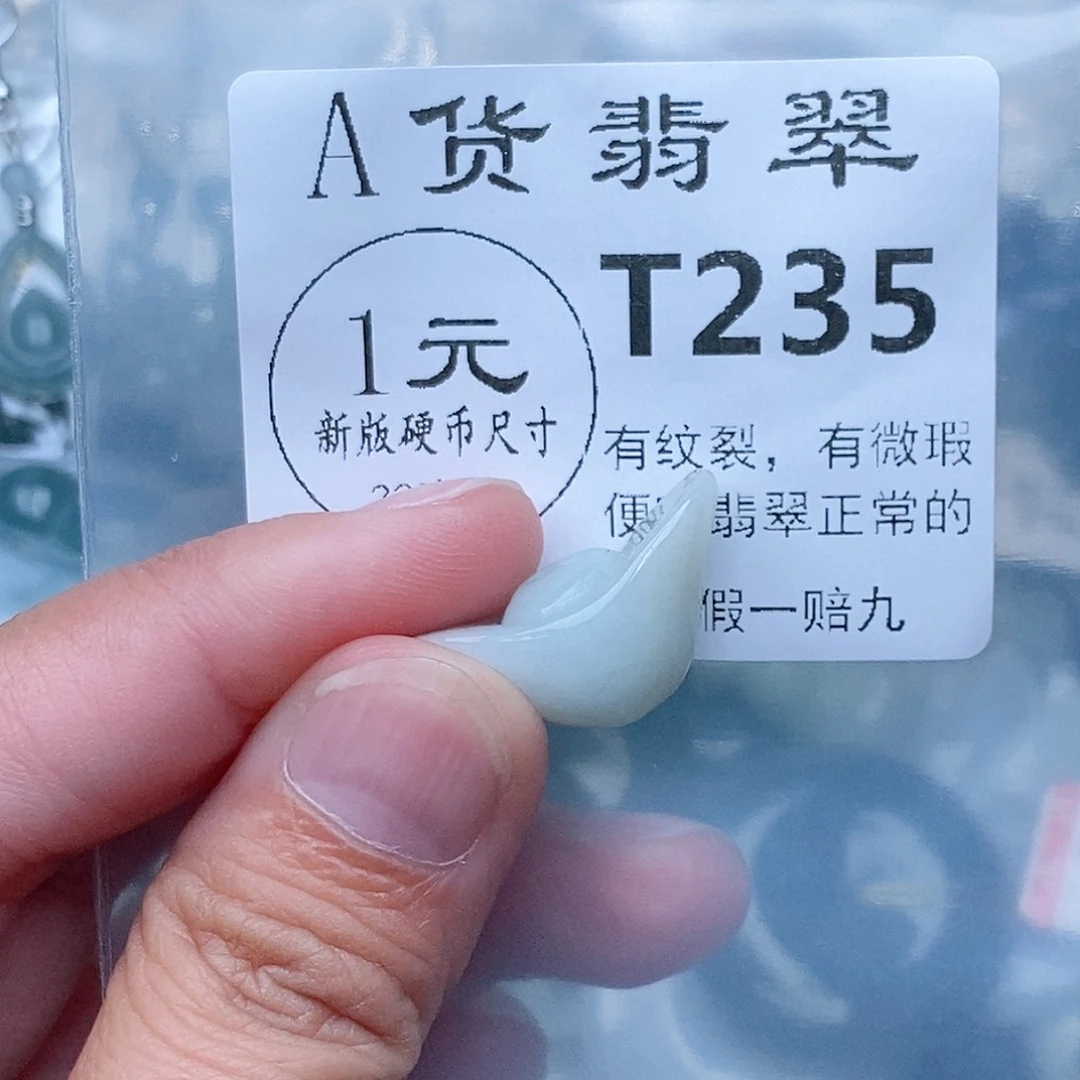 A货翡翠
1元
新版硬币尺寸
T235
有纹裂，有微瑕
便 翡翠正常的
假一赔九